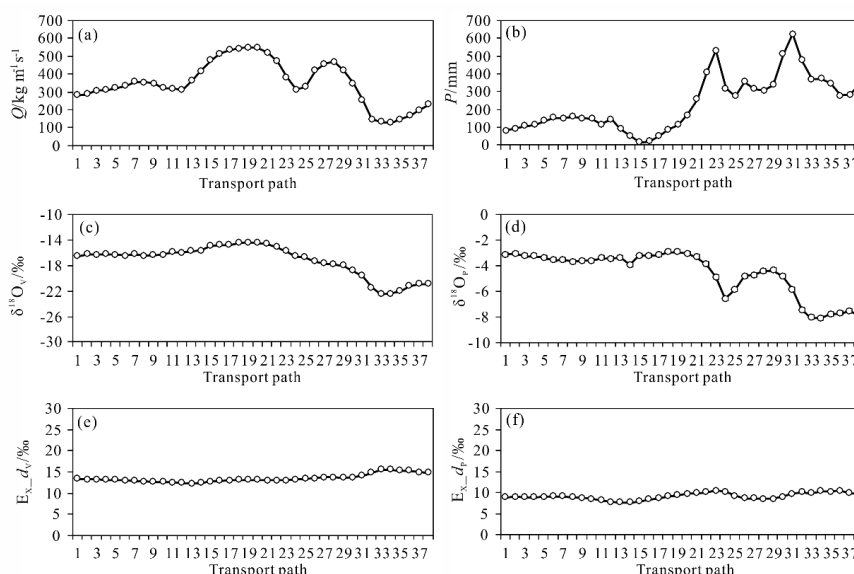 (a)
Q/kg m⁻¹s⁻¹
700
600
500
400
300
200
100
0
1 3 5 7 9 11 13 15 17 19 21 23 25 27 29 31 33 35 37
Transport path
(b)
P/mm
700
600
500
400
300
200
100
0
1 3 5 7 9 11 13 15 17 19 21 23 25 27 29 31 33 35 37
Transport path
(c)
δ¹⁸Oᵥ/‰
-10
-14
-18
-22
-26
-30
1 3 5 7 9 11 13 15 17 19 21 23 25 27 29 31 33 35 37
Transport path
(d)
δ¹⁸Oₚ/‰
0
-2
-4
-6
-8
-10
1 3 5 7 9 11 13 15 17 19 21 23 25 27 29 31 33 35 37
Transport path
(e)
Eₓ_dᵥ/‰
30
25
20
15
10
5
0
1 3 5 7 9 11 13 15 17 19 21 23 25 27 29 31 33 35 37
Transport path
(f)
Eₓ_dₚ/‰
30
25
20
15
10
5
0
1 3 5 7 9 11 13 15 17 19 21 23 25 27 29 31 33 35 37
Transport path